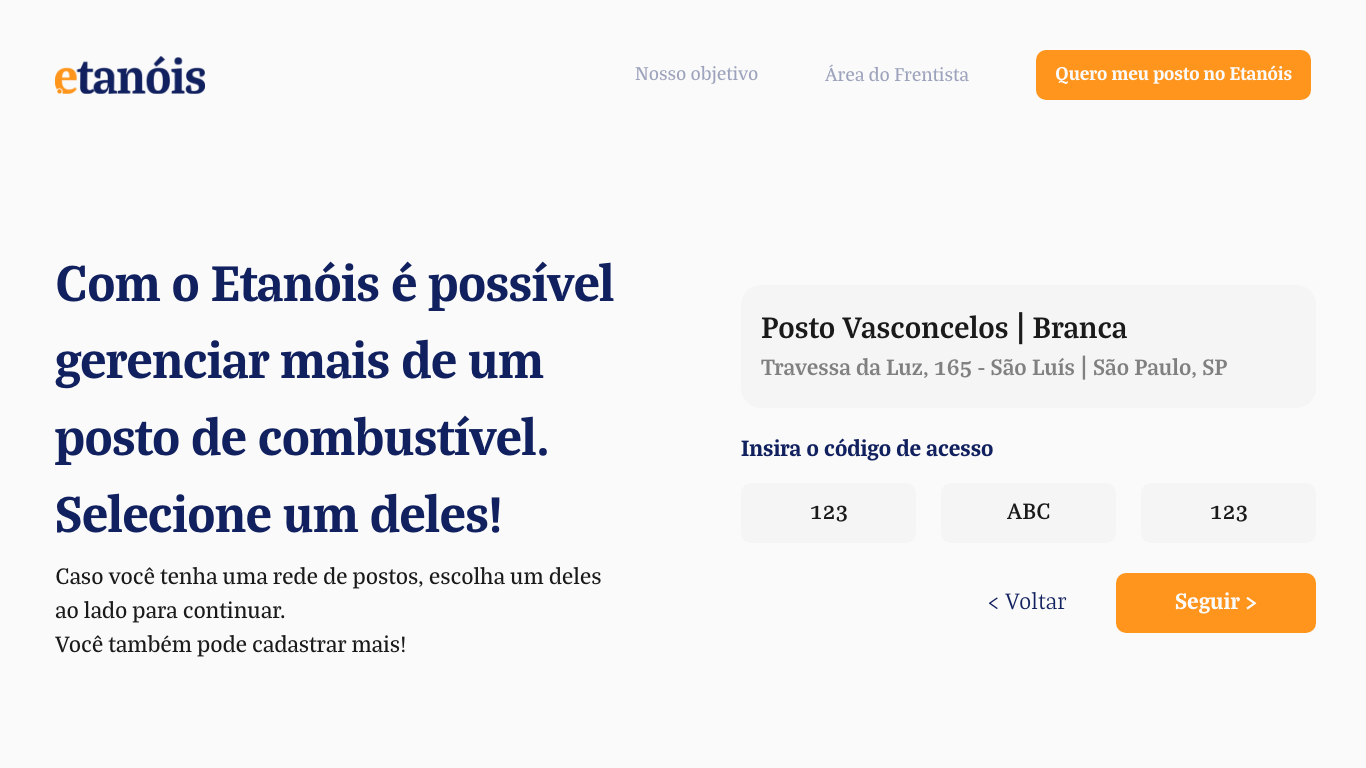 etanóis
Nosso objetivo
Área do Frentista
Quero meu posto no Etanóis
Com o Etanóis é possível
gerenciar mais de um
posto de combustível.
Selecione um deles!
Caso você tenha uma rede de postos, escolha um deles
ao lado para continuar.
Você também pode cadastrar mais!
Posto Vasconcelos | Branca
Travessa da Luz, 165 - São Luís | São Paulo, SP
Insira o código de acesso
123
ABC
123
< Voltar
Seguir >